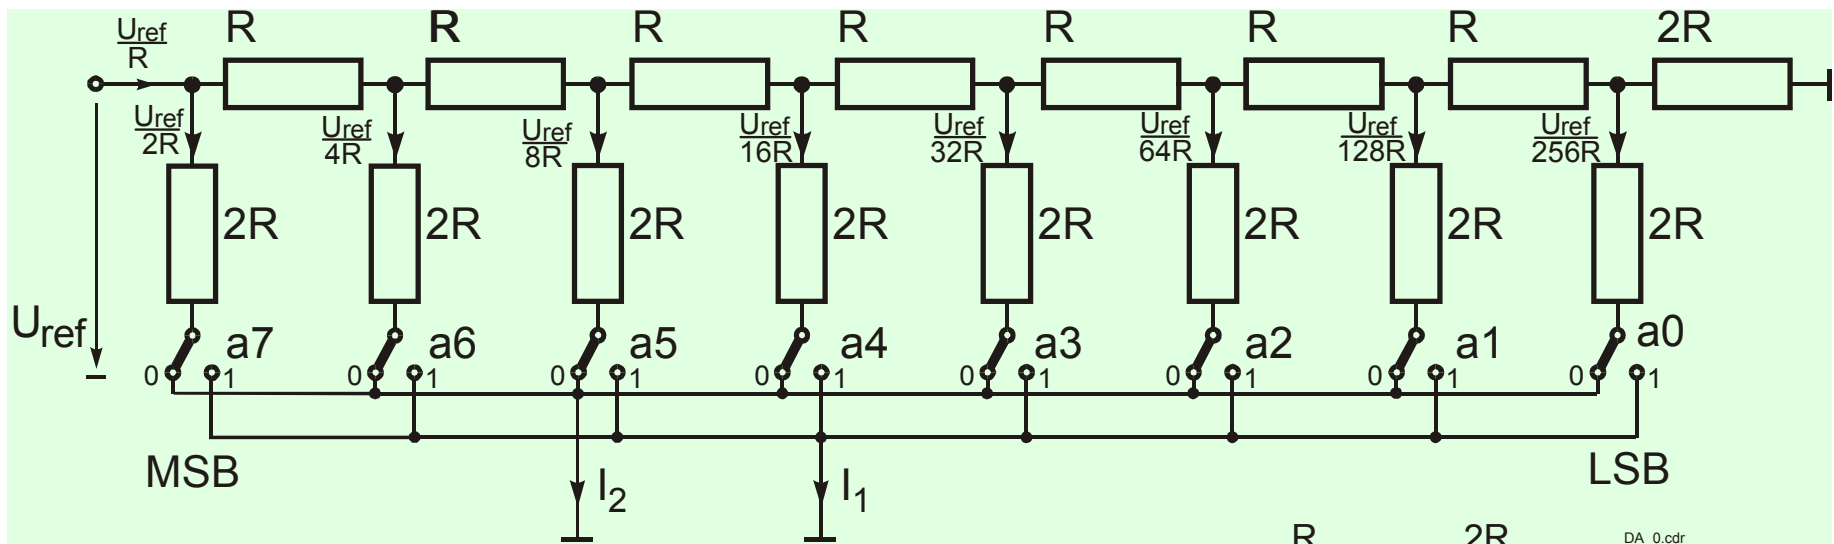 R R R R R R R 2R
Uref
R
Uref
2R
Uref
4R
Uref
8R
Uref
16R
Uref
32R
Uref
64R
Uref
128R
Uref
256R
2R 2R 2R 2R 2R 2R 2R 2R
Uref
a7 a6 a5 a4 a3 a2 a1 a0
0 1 0 1 0 1 0 1 0 1 0 1 0 1 0 1
MSB LSB
I2 I1
R 2R DA_0.cdr